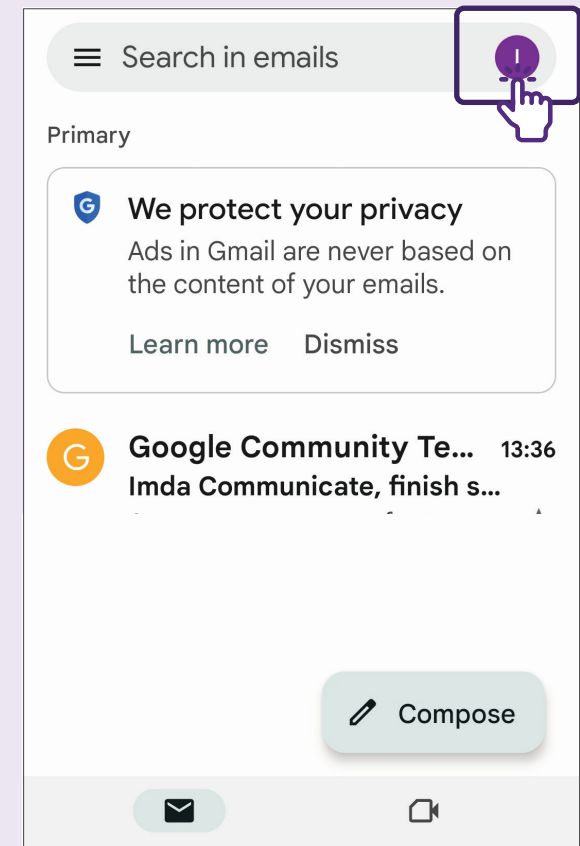 Search in emails
I
Primary
G
We protect your privacy
Ads in Gmail are never based on
the content of your emails.
Learn more Dismiss
G
Google Community Te... 13:36
Imda Communicate, finish s...
Compose